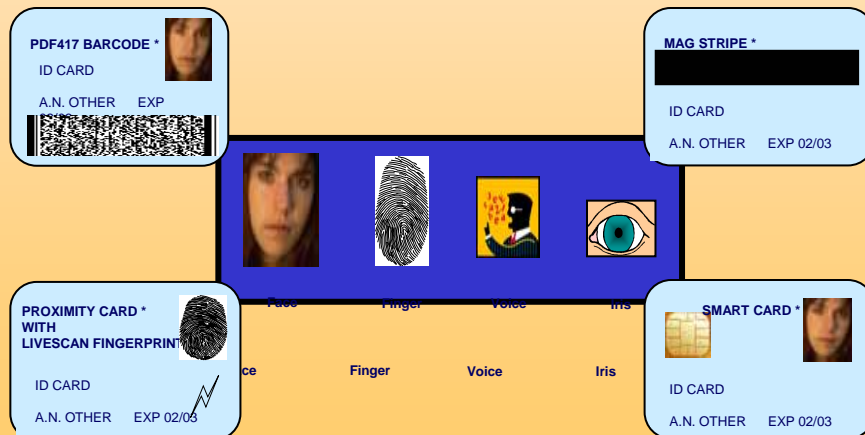 PDF417 BARCODE *
ID CARD
A.N. OTHER EXP
MAG STRIPE *
ID CARD
A.N. OTHER EXP 02/03
Face Finger Voice Iris
PROXIMITY CARD *
WITH
LIVESCAN FINGERPRINT
ID CARD
A.N. OTHER EXP 02/03
ce Finger Voice Iris
SMART CARD *
ID CARD
A.N. OTHER EXP 02/03